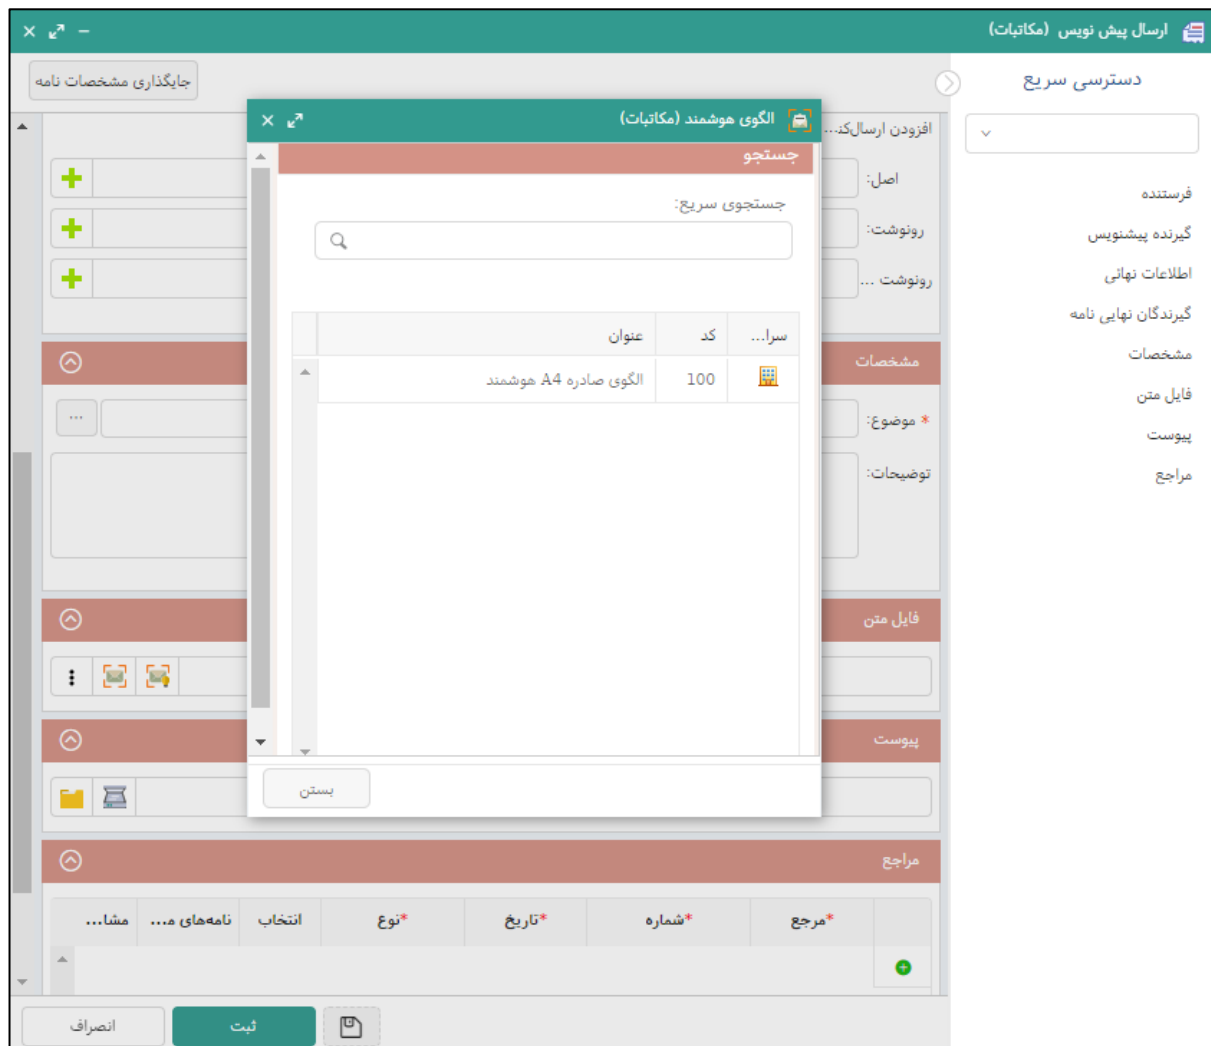 ارسال پیش نویس (مکاتبات)
دسترسی سریع
فرستنده
گیرنده پیشنویس
اطلاعات نهائی
گیرندگان نهایی نامه
مشخصات
فایل متن
پیوست
مراجع
جایگذاری مشخصات نامه
افزودن ارسال‌کن...
اصل:
رونوشت:
رونوشت ...
مشخصات
* موضوع:
توضیحات:
فایل متن
پیوست
مراجع
*مرجع *شماره *تاریخ *نوع انتخاب نامه‌های م... مشا...
ثبت
انصراف
الگوی هوشمند (مکاتبات)
جستجو
جستجوی سریع:
سرا... کد عنوان
100 الگوی صادره A4 هوشمند
بستن